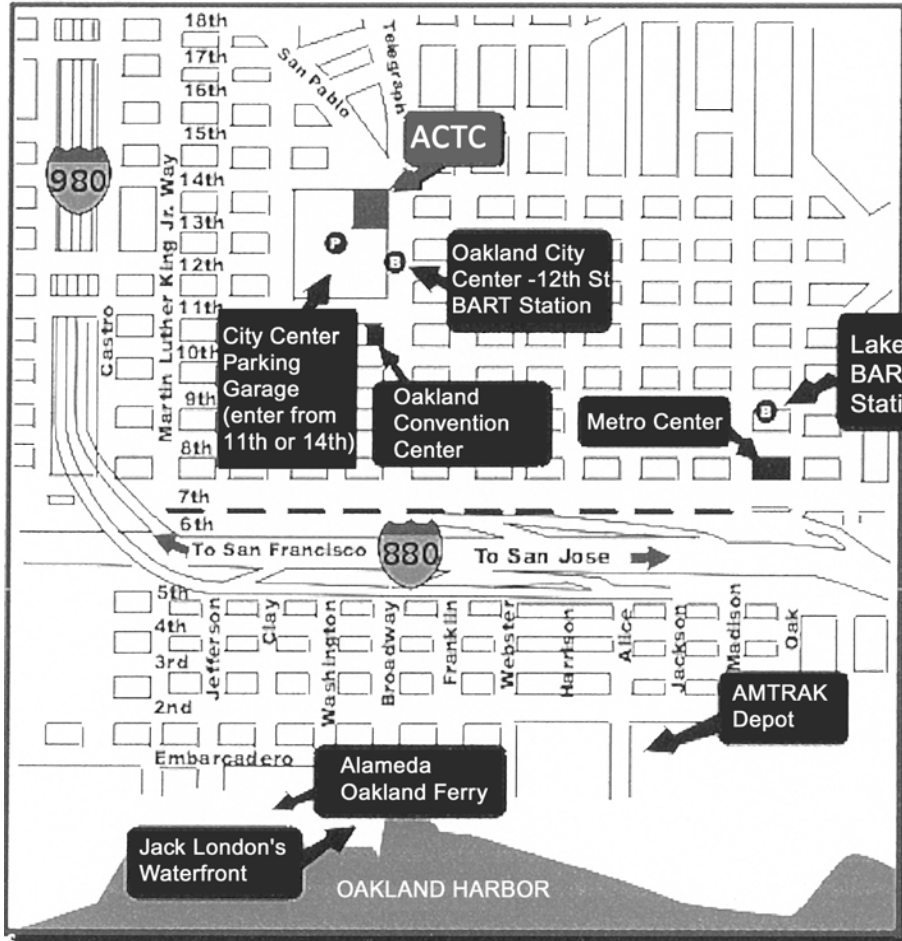 18th
17th
16th
15th
14th
13th
12th
11th
10th
9th
8th
7th
6th
5th
4th
3rd
2nd
Embarcadero
San Pablo
Telegraph
ACTC
980
Martin Luther King Jr. Way
Castro
P
B
Oakland City
Center -12th St
BART Station
City Center
Parking
Garage
(enter from
11th or 14th)
Oakland
Convention
Center
Metro Center
B
Lake
BAR
Stati
To San Francisco
880
To San Jose
Jefferson
Clay
Washington
Broadway
Franklin
Webster
Harrison
Alice
Jackson
Madison
Oak
AMTRAK
Depot
Alameda
Oakland Ferry
Jack London's
Waterfront
OAKLAND HARBOR